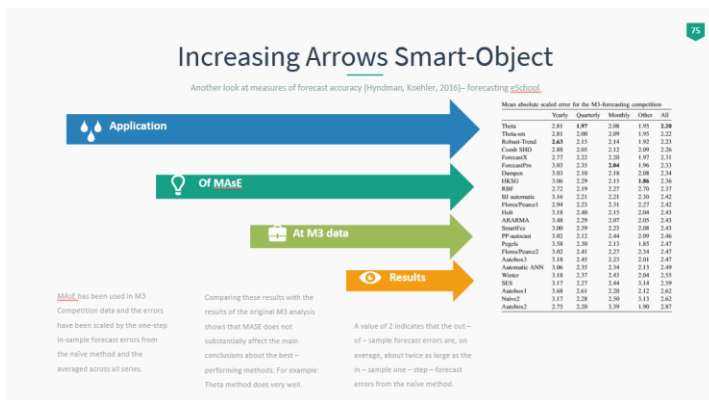 75
Increasing Arrows Smart-Object
Another look at measures of forecast accuracy (Hyndman, Koehler, 2016)– forecasting eSchool
Application
Of MAsE
At M3 data
Results
MAsE has been used in M3
Competition data and the errors
have been scaled by the one-step
in-sample forecast errors from
the naïve method and the
averaged across all series.
Comparing these results with the
results of the original M3 analysis
shows that MASE does not
substantially affect the main
conclusions about the best –
performing methods. For example:
Theta method does very well.
A value of 2 indicates that the out –
of – sample forecast errors are, on
average, about twice as large as the
in – sample one – step – forecast
errors from the naïve method.
Mean absolute scaled error for the M3-forecasting competition
Yearly Quarterly Monthly Other All
Theta 2.81 1.97 2.08 1.95 2.20
Theta-sm 2.81 2.00 2.09 1.95 2.22
Robust-Trend 2.63 2.15 2.14 1.92 2.23
Comb SHD 2.88 2.05 2.12 2.09 2.26
ForecastX 2.77 2.22 2.20 1.97 2.31
ForecastPro 3.03 2.35 2.04 1.96 2.33
Dampen 3.03 2.10 2.18 2.08 2.34
HKSG 3.06 2.29 2.15 1.86 2.36
RBF 2.72 2.19 2.27 2.70 2.37
BJ automatic 3.16 2.21 2.21 2.30 2.42
Flores/Pearce1 2.94 2.23 2.31 2.27 2.42
Holt 3.18 2.40 2.15 2.04 2.43
ARARMA 3.48 2.29 2.07 2.05 2.43
SmartFcs 3.00 2.39 2.23 2.08 2.43
PP-autocast 3.02 2.12 2.44 2.09 2.46
Pegels 3.58 2.30 2.13 1.85 2.47
Flores/Pearce2 3.02 2.41 2.27 2.34 2.47
Autobox3 3.18 2.45 2.23 2.01 2.47
Automatic ANN 3.06 2.35 2.34 2.13 2.49
Winter 3.18 2.37 2.43 2.04 2.55
SES 3.17 2.27 2.44 3.14 2.59
Autobox1 3.68 2.61 2.20 2.12 2.62
Naive2 3.17 2.28 2.50 3.13 2.62
Autobox2 2.75 2.20 3.39 1.90 2.87